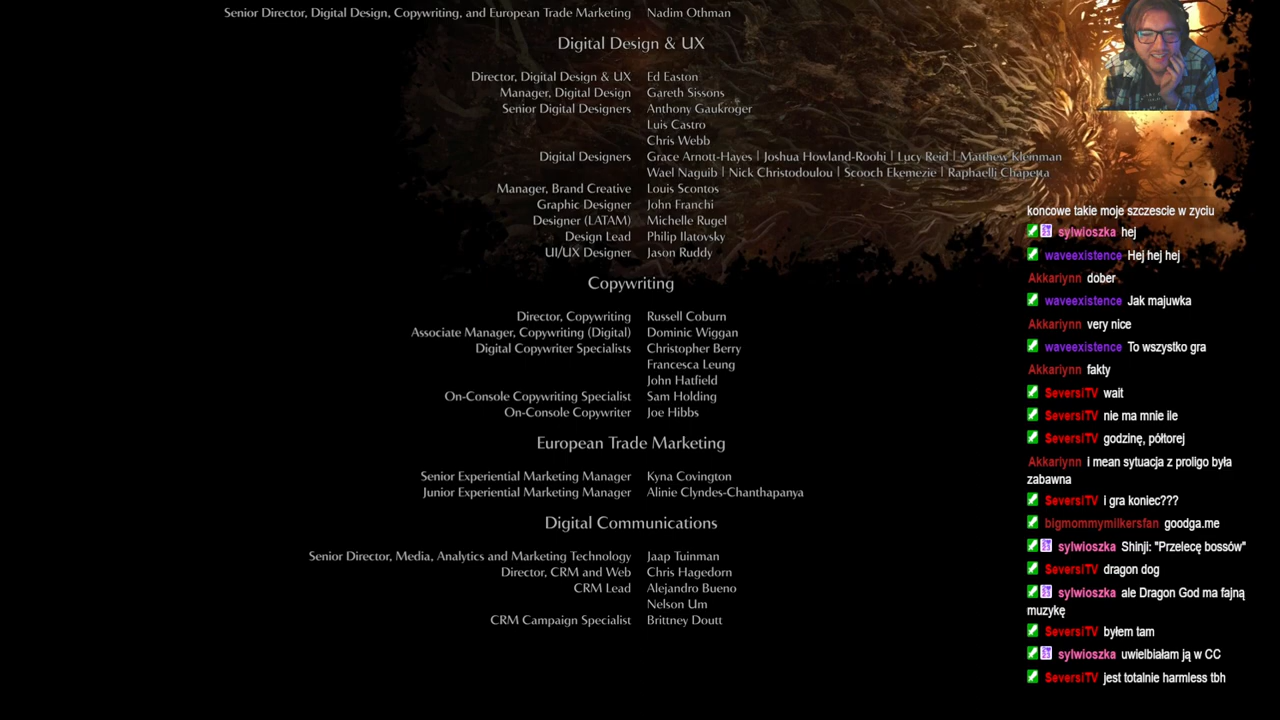 Senior Director, Digital Design, Copywriting, and European Trade Marketing Nadim Othman
Digital Design & UX
Director, Digital Design & UX Ed Easton
Manager, Digital Design Gareth Sissons
Senior Digital Designers Anthony Gaukroger
Luis Castro
Chris Webb
Digital Designers Grace Arnott-Hayes | Joshua Howland-Roohi | Lucy Reid | Matthew Kleinman
Wael Naguib | Nick Christodoulou | Scooch Ekemezie | Raphaelli Chapetta
Manager, Brand Creative Louis Scontos
Graphic Designer John Franchi
Designer (LATAM) Michelle Rugel
Design Lead Philip Ilatovsky
UI/UX Designer Jason Ruddy
Copywriting
Director, Copywriting Russell Coburn
Associate Manager, Copywriting (Digital) Dominic Wiggan
Digital Copywriter Specialists Christopher Berry
Francesca Leung
John Hatfield
On-Console Copywriting Specialist Sam Holding
On-Console Copywriter Joe Hibbs
European Trade Marketing
Senior Experiential Marketing Manager Kyna Covington
Junior Experiential Marketing Manager Alinie Clyndes-Chanthapanya
Digital Communications
Senior Director, Media, Analytics and Marketing Technology Jaap Tuinman
Director, CRM and Web Chris Hagedorn
CRM Lead Alejandro Bueno
Nelson Um
CRM Campaign Specialist Brittney Doutt
koncowe takie moje szczescie w zyciu
sylwioszka hej
waveexistence Hej hej hej
Akkariynn dober
waveexistence Jak majuwka
Akkariynn very nice
waveexistence To wszystko gra
Akkariynn fakty
SeversiTV wait
SeversiTV nie ma mnie ile
SeversiTV godzinę, półtorej
Akkariynn i mean sytuacja z proligo była
zabawna
SeversiTV i gra koniec???
bigmommymilkersfan goodga.me
sylwioszka Shinji: "Przelecę bossów"
SeversiTV dragon dog
sylwioszka ale Dragon God ma fajną
muzykę
SeversiTV byłem tam
sylwioszka uwielbiałam ją w CC
SeversiTV jest totalnie harmless tbh